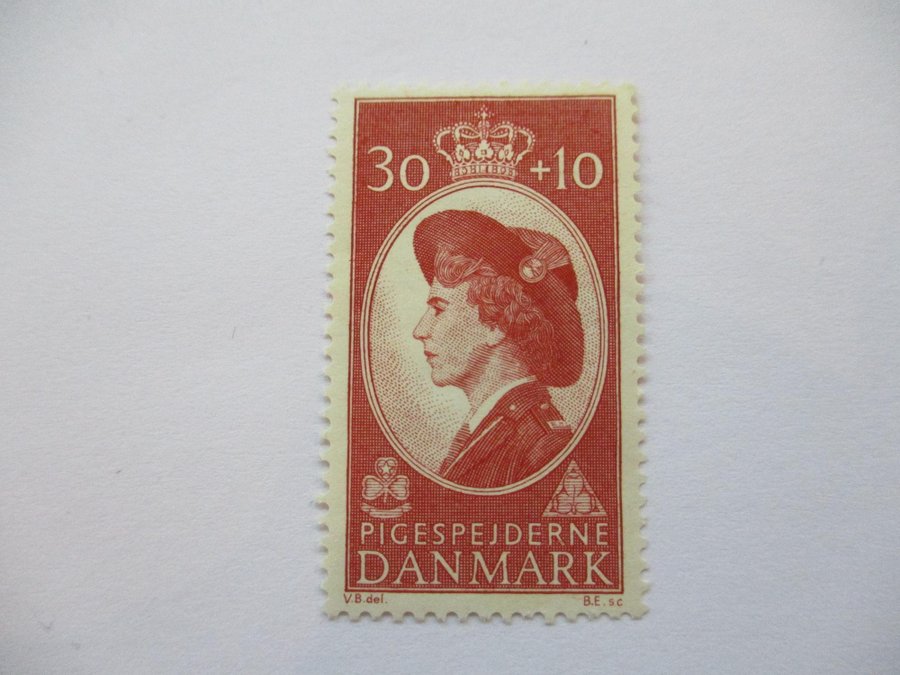 30 +10
PIGESPEJDERNE
DANMARK
V.B. del. B.E. sc